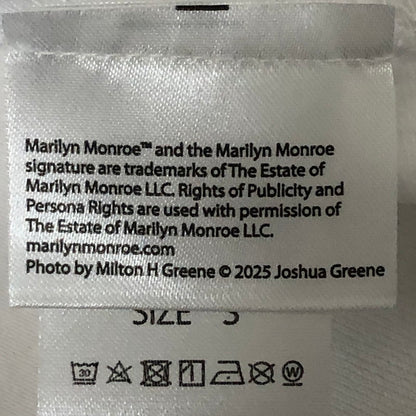 Marilyn Monroe™ and the Marilyn Monroe
signature are trademarks of The Estate of
Marilyn Monroe LLC. Rights of Publicity and
Persona Rights are used with permission of
The Estate of Marilyn Monroe LLC.
marilynmonroe.com
Photo by Milton H Greene © 2025 Joshua Greene
SIZE S
30 W